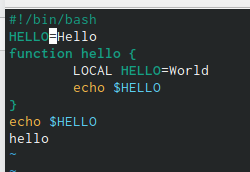 #!/bin/bash
HELLO=Hello
function hello {
        LOCAL HELLO=World
        echo $HELLO
}
echo $HELLO
hello
~
~